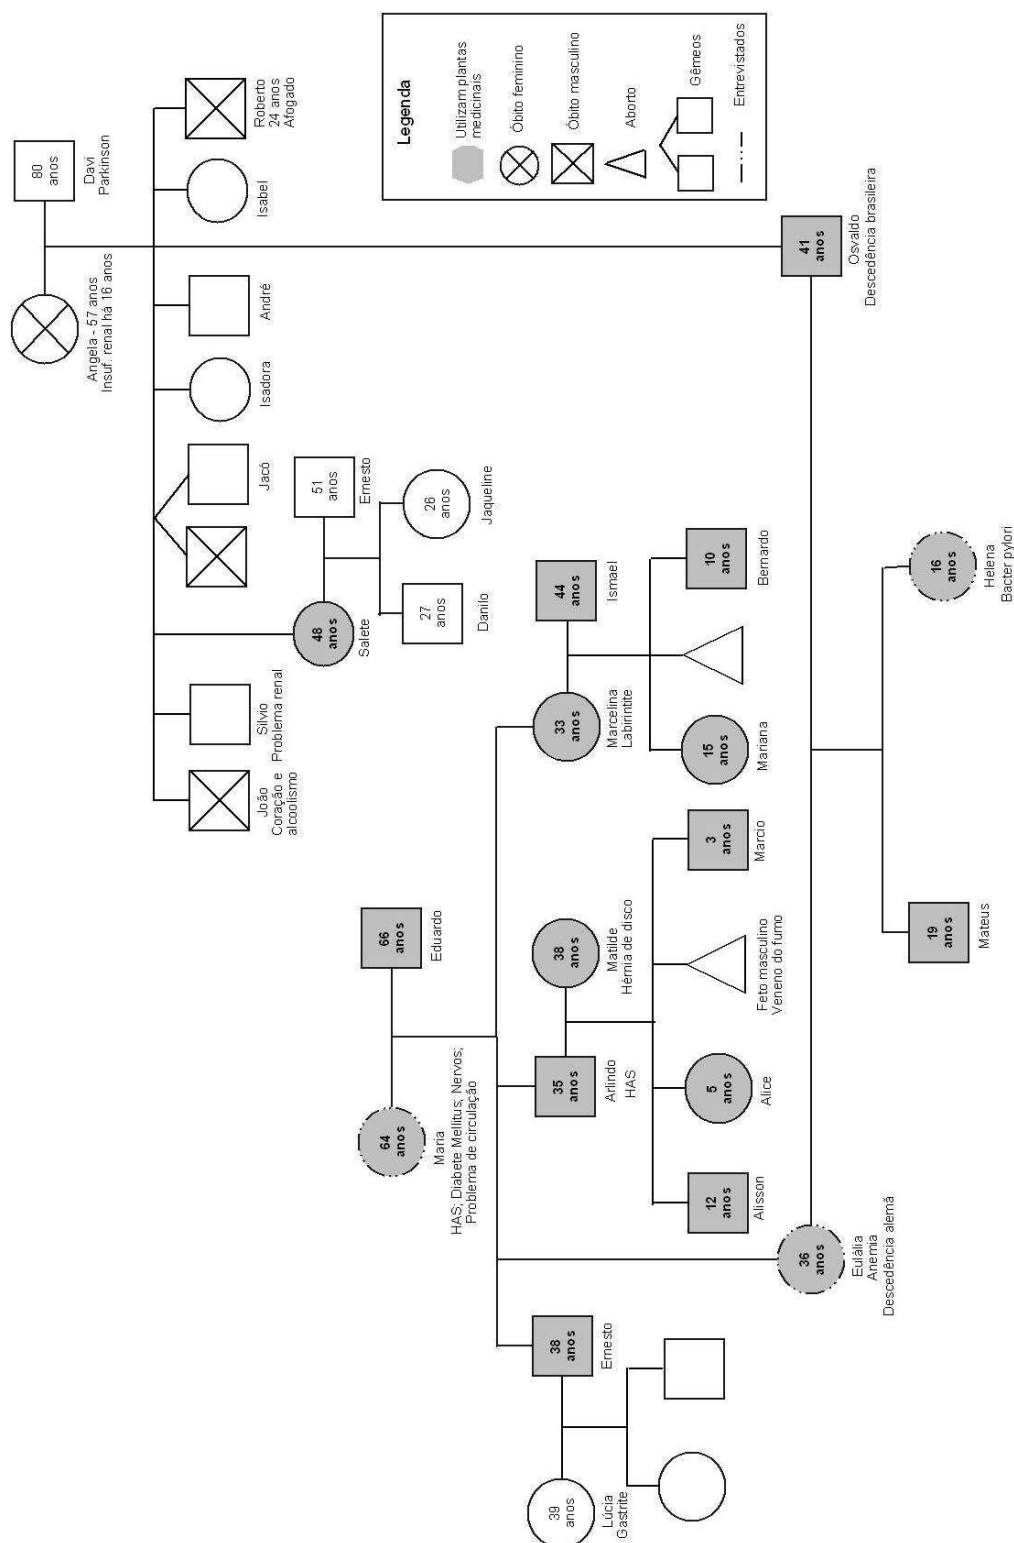 80
anos
Angela - 57 anos
Insuf. renal há 16 anos
Davi
Parkinson
João
Coração e
alcoolismo
Silvio
Problema renal
Jacó
Isadora
André
Isabel
Roberto
24 anos
Afogado
48
anos
Salete
51
anos
Ernesto
27
anos
Danilo
26
anos
Jaqueline
64
anos
Maria
HAS; Diabete Mellitus; Nervos;
Problema de circulação
66
anos
Eduardo
39
anos
Lúcia
Gastrite
38
anos
Ernesto
35
anos
Arlindo
HAS
38
anos
Matilde
Hérnia de disco
33
anos
Marcelina
Labirintite
44
anos
Ismael
12
anos
Alisson
5
anos
Alice
Feto masculino
Veneno do fumo
3
anos
Marcio
15
anos
Mariana
10
anos
Bernardo
36
anos
Eulália
Anemia
Descedência alemã
41
anos
Osvaldo
Descedência brasileira
19
anos
Mateus
16
anos
Helena
Bacter pylori
Legenda
Utilizam plantas
medicinais
Óbito feminino
Óbito masculino
Aborto
Gêmeos
Entrevistados